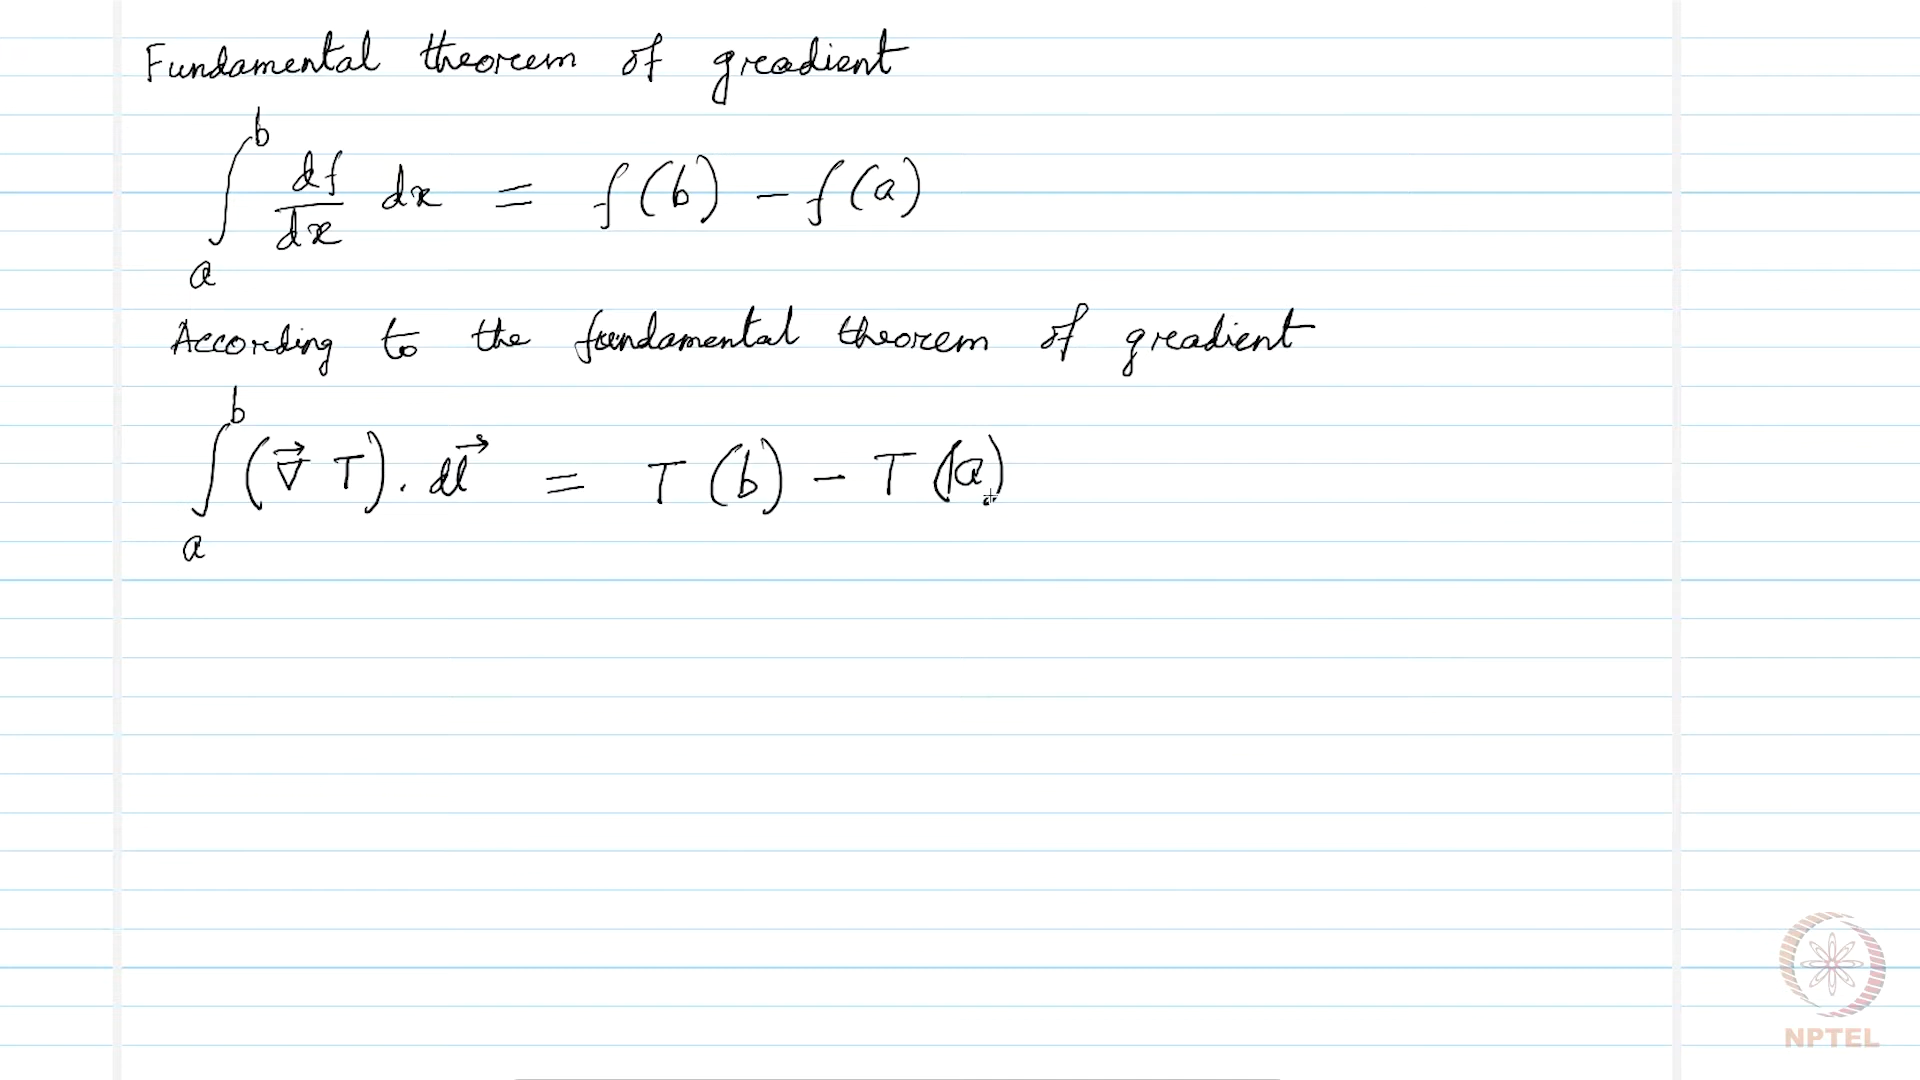 Fundamental theorem of gradient
∫_a^b df/dx dx = f(b) - f(a)
According to the fundamental theorem of gradient
∫_a^b (∇⃗ T) . dl⃗ = T(b) - T(a)
NPTEL